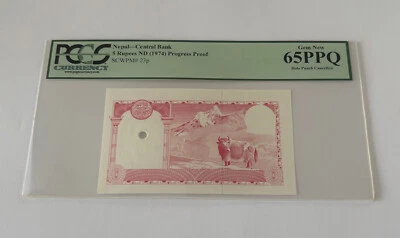 PCGS
CURRENCY
Nepal—Central Bank
5 Rupees ND (1974) Progress Proof
SCWPM# 23p
Gem New
65PPQ
Hole Punch Cancelled